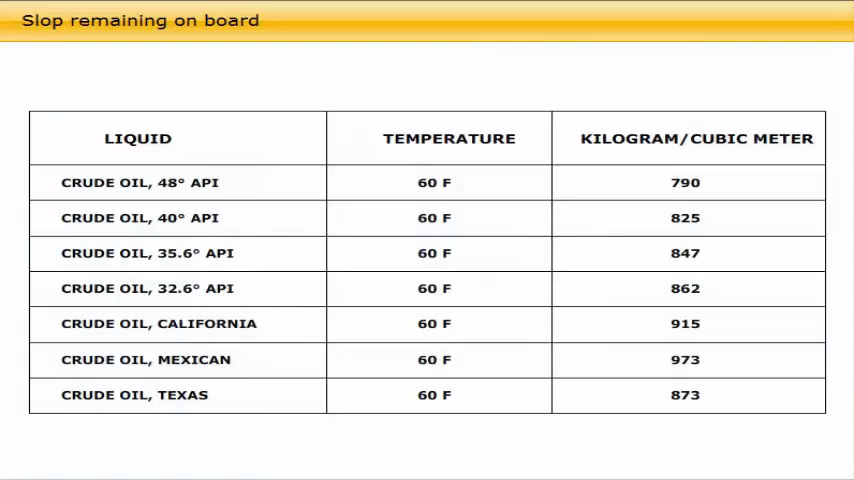 Slop remaining on board
LIQUID TEMPERATURE KILOGRAM/CUBIC METER
CRUDE OIL, 48° API 60 F 790
CRUDE OIL, 40° API 60 F 825
CRUDE OIL, 35.6° API 60 F 847
CRUDE OIL, 32.6° API 60 F 862
CRUDE OIL, CALIFORNIA 60 F 915
CRUDE OIL, MEXICAN 60 F 973
CRUDE OIL, TEXAS 60 F 873